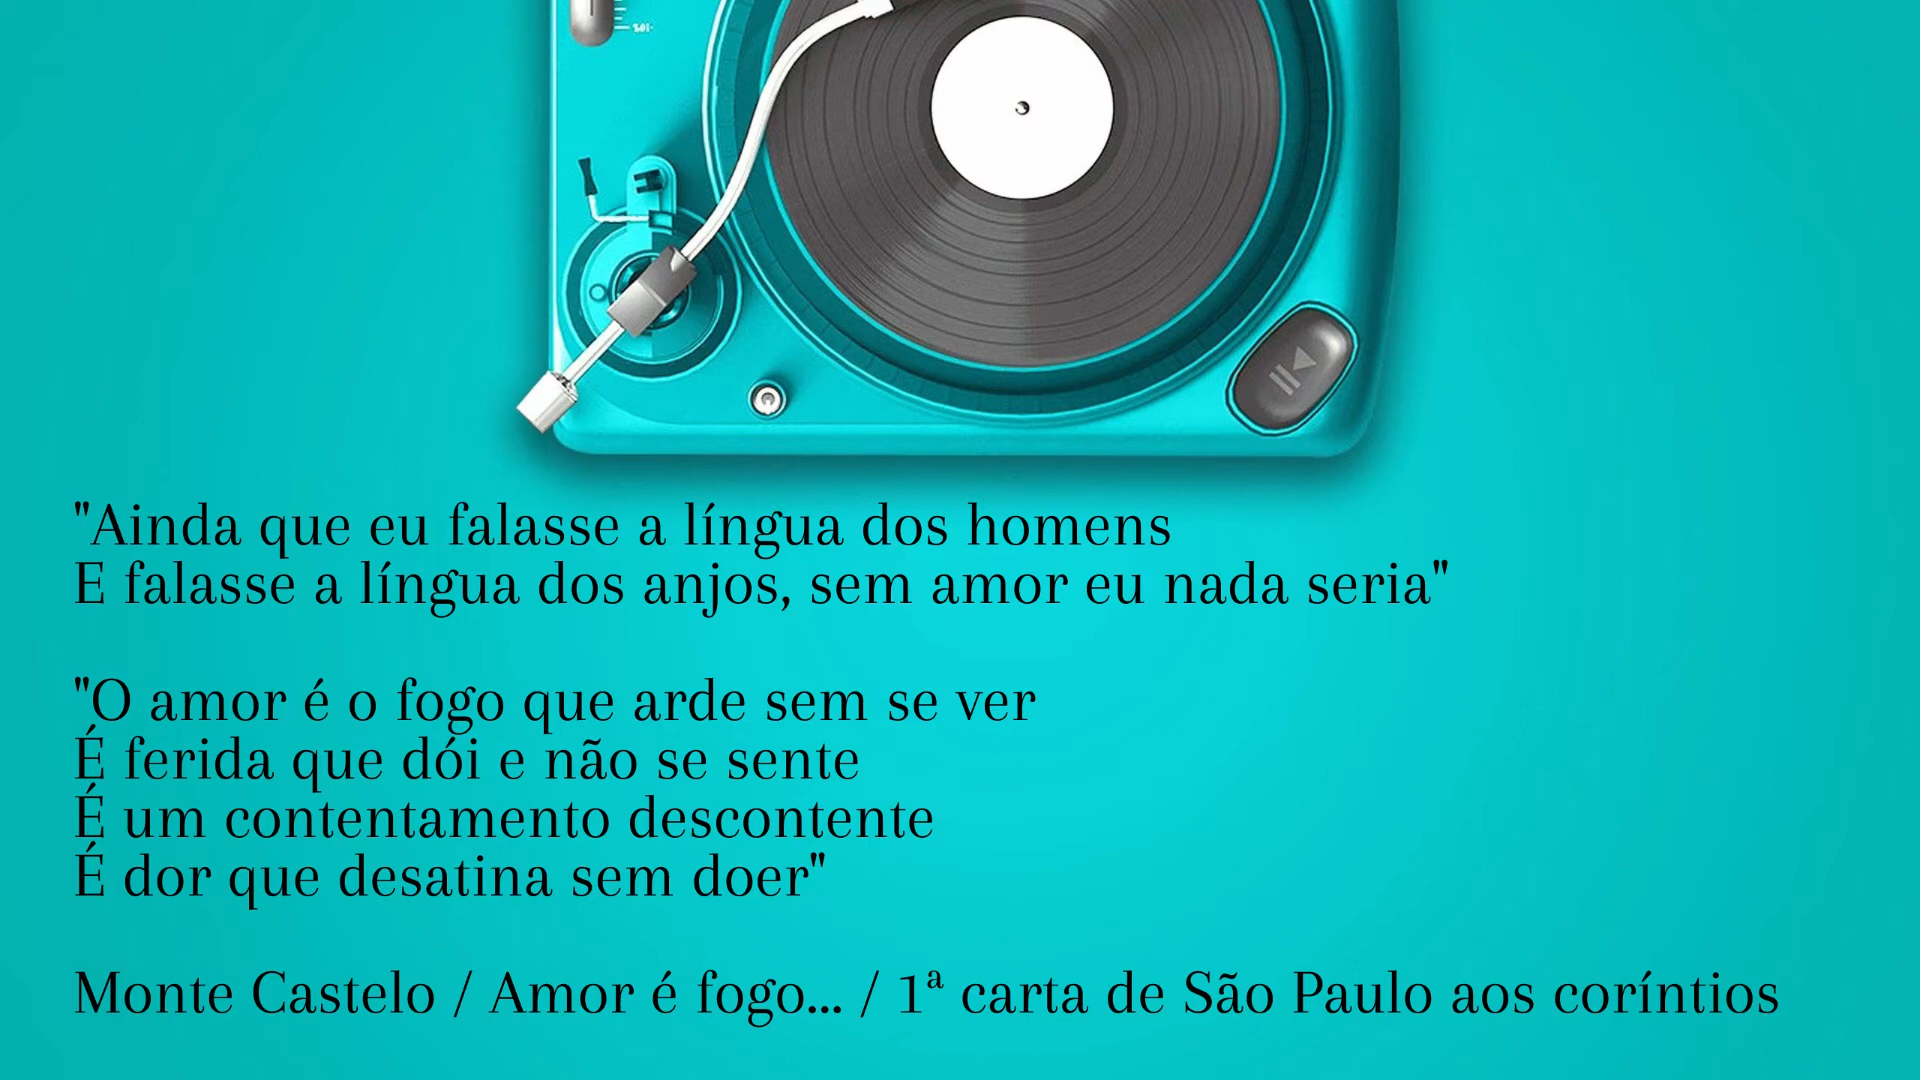 "Ainda que eu falasse a língua dos homens
E falasse a língua dos anjos, sem amor eu nada seria"
"O amor é o fogo que arde sem se ver
É ferida que dói e não se sente
É um contentamento descontente
É dor que desatina sem doer"
Monte Castelo / Amor é fogo... / 1ª carta de São Paulo aos coríntios